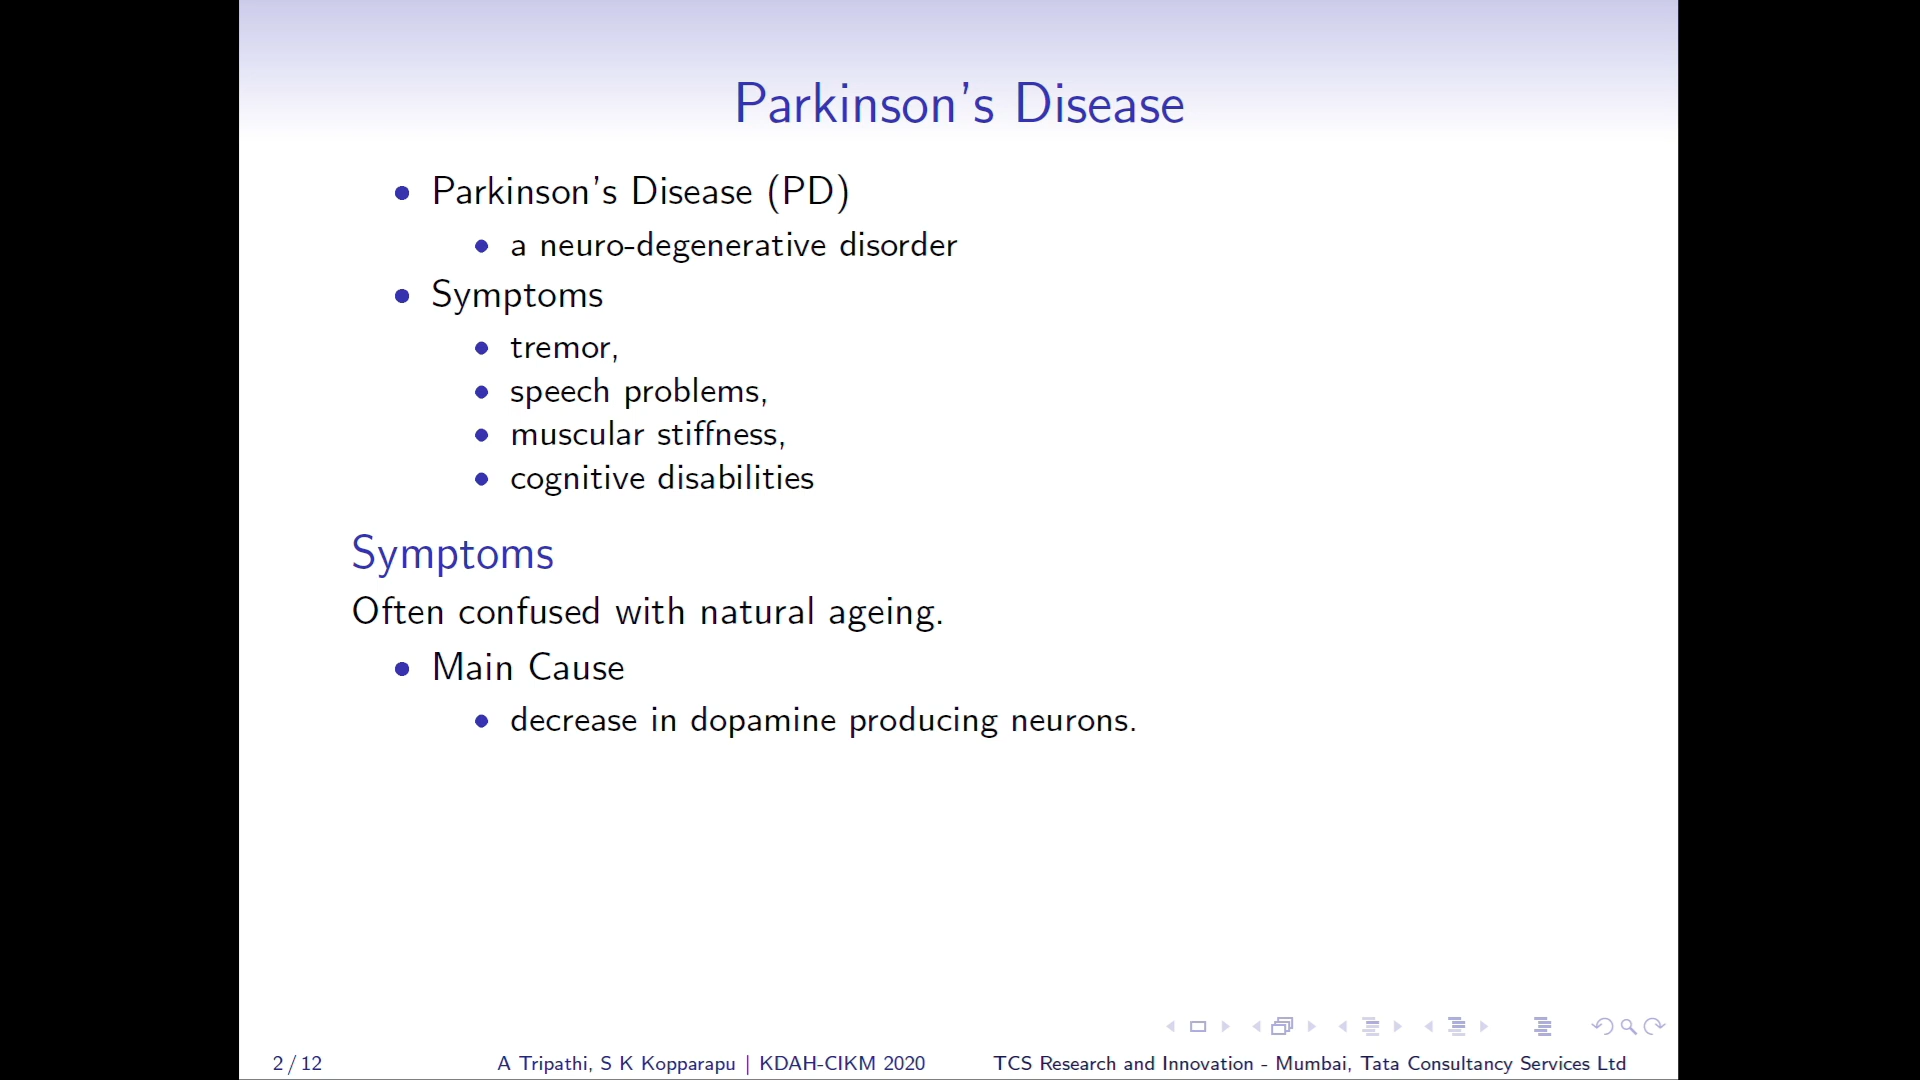 Parkinson's Disease
Parkinson's Disease (PD)
a neuro-degenerative disorder
Symptoms
tremor,
speech problems,
muscular stiffness,
cognitive disabilities
Symptoms
Often confused with natural ageing.
Main Cause
decrease in dopamine producing neurons.
2 / 12 A Tripathi, S K Kopparapu | KDAH-CIKM 2020 TCS Research and Innovation - Mumbai, Tata Consultancy Services Ltd